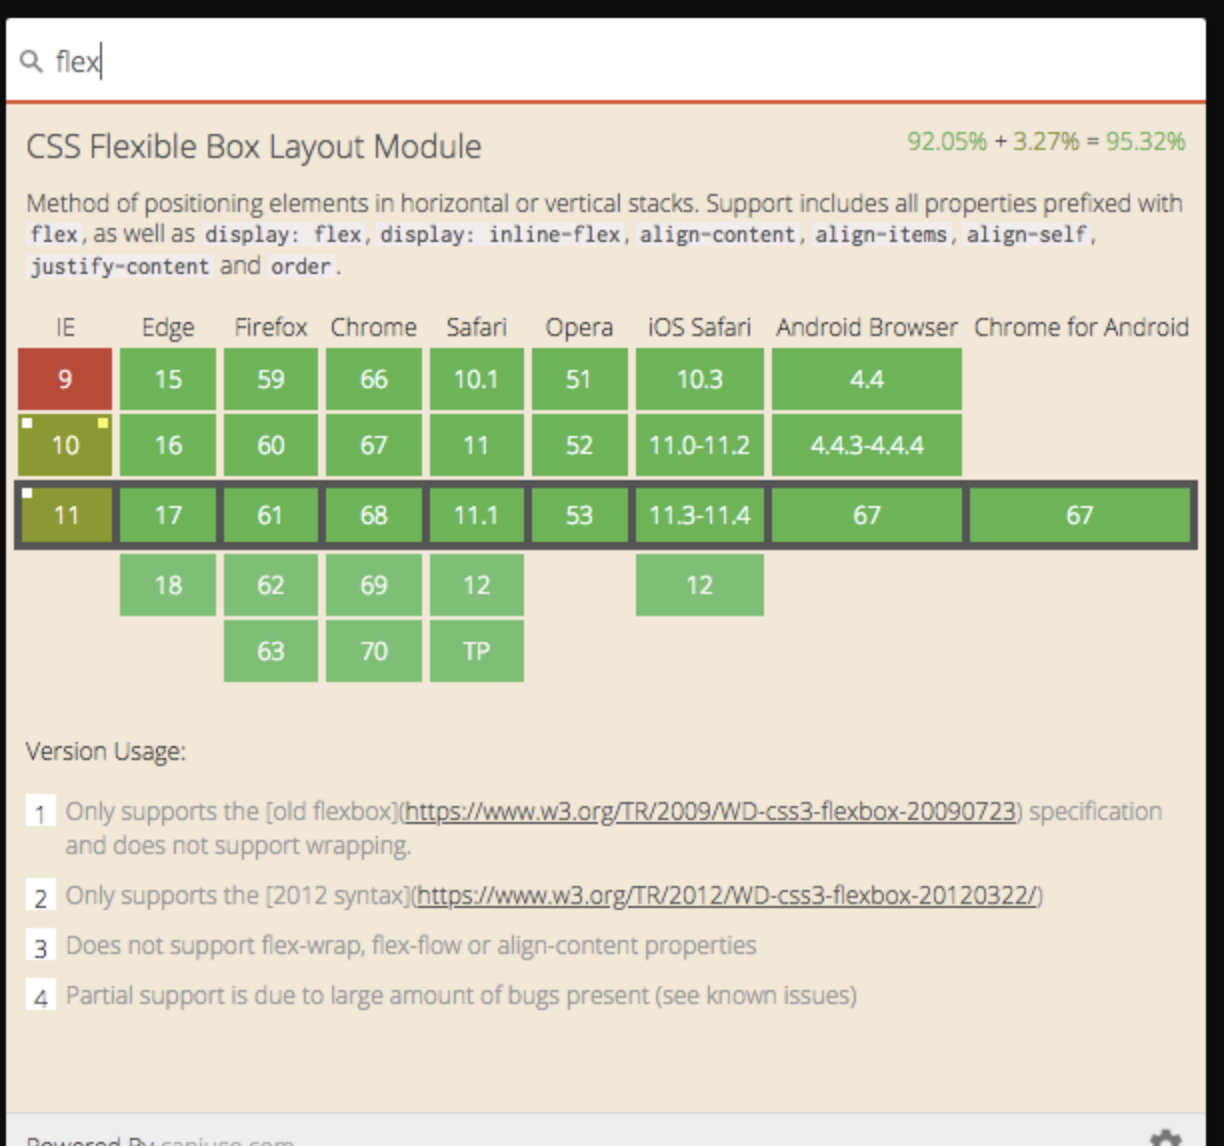 flex
CSS Flexible Box Layout Module
92.05% + 3.27% = 95.32%
Method of positioning elements in horizontal or vertical stacks. Support includes all properties prefixed with
flex, as well as display: flex, display: inline-flex, align-content, align-items, align-self,
justify-content and order.
IE Edge Firefox Chrome Safari Opera iOS Safari Android Browser Chrome for Android
9 15 59 66 10.1 51 10.3 4.4
10 16 60 67 11 52 11.0-11.2 4.4.3-4.4.4
11 17 61 68 11.1 53 11.3-11.4 67 67
18 62 69 12 12
63 70 TP
Version Usage:
1 Only supports the [old flexbox](https://www.w3.org/TR/2009/WD-css3-flexbox-20090723) specification
and does not support wrapping.
2 Only supports the [2012 syntax](https://www.w3.org/TR/2012/WD-css3-flexbox-20120322/)
3 Does not support flex-wrap, flex-flow or align-content properties
4 Partial support is due to large amount of bugs present (see known issues)
Powered By caniuse.com